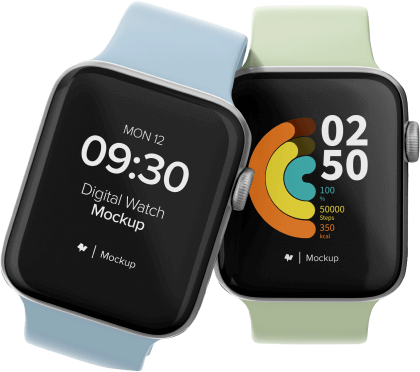 MON 12
09:30
Digital Watch
Mockup
Mockup
02
50
100
%
50000
Steps
350
kcal
Mockup